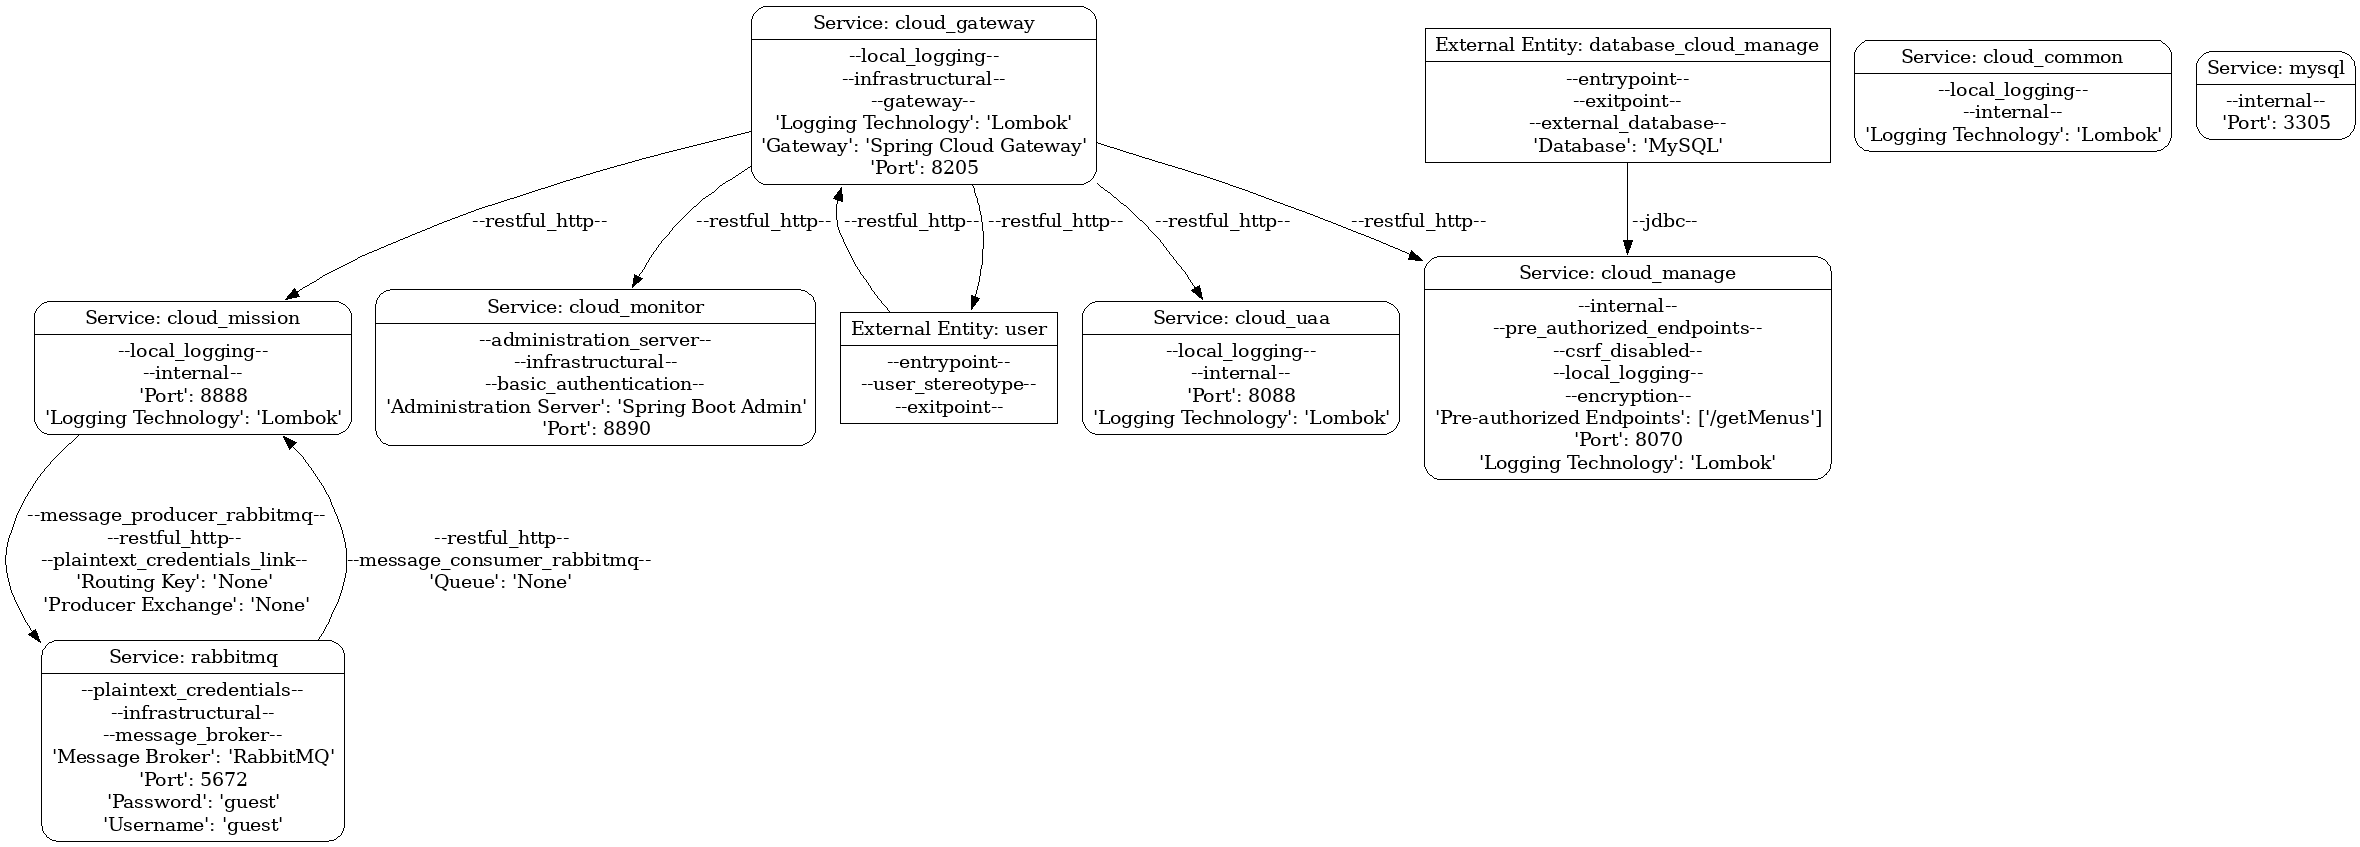 Service: cloud_gateway
--local_logging--
--infrastructural--
--gateway--
'Logging Technology': 'Lombok'
'Gateway': 'Spring Cloud Gateway'
'Port': 8205
External Entity: database_cloud_manage
--entrypoint--
--exitpoint--
--external_database--
'Database': 'MySQL'
Service: cloud_common
--local_logging--
--internal--
'Logging Technology': 'Lombok'
Service: mysql
--internal--
'Port': 3305
--restful_http--
--restful_http--
--restful_http--
--restful_http--
--restful_http--
--restful_http--
--jdbc--
Service: cloud_mission
--local_logging--
--internal--
'Port': 8888
'Logging Technology': 'Lombok'
Service: cloud_monitor
--administration_server--
--infrastructural--
--basic_authentication--
'Administration Server': 'Spring Boot Admin'
'Port': 8890
External Entity: user
--entrypoint--
--user_stereotype--
--exitpoint--
Service: cloud_uaa
--local_logging--
--internal--
'Port': 8088
'Logging Technology': 'Lombok'
Service: cloud_manage
--internal--
--pre_authorized_endpoints--
--csrf_disabled--
--local_logging--
--encryption--
'Pre-authorized Endpoints': ['/getMenus']
'Port': 8070
'Logging Technology': 'Lombok'
--message_producer_rabbitmq--
--restful_http--
--plaintext_credentials_link--
'Routing Key': 'None'
'Producer Exchange': 'None'
--restful_http--
--message_consumer_rabbitmq--
'Queue': 'None'
Service: rabbitmq
--plaintext_credentials--
--infrastructural--
--message_broker--
'Message Broker': 'RabbitMQ'
'Port': 5672
'Password': 'guest'
'Username': 'guest'